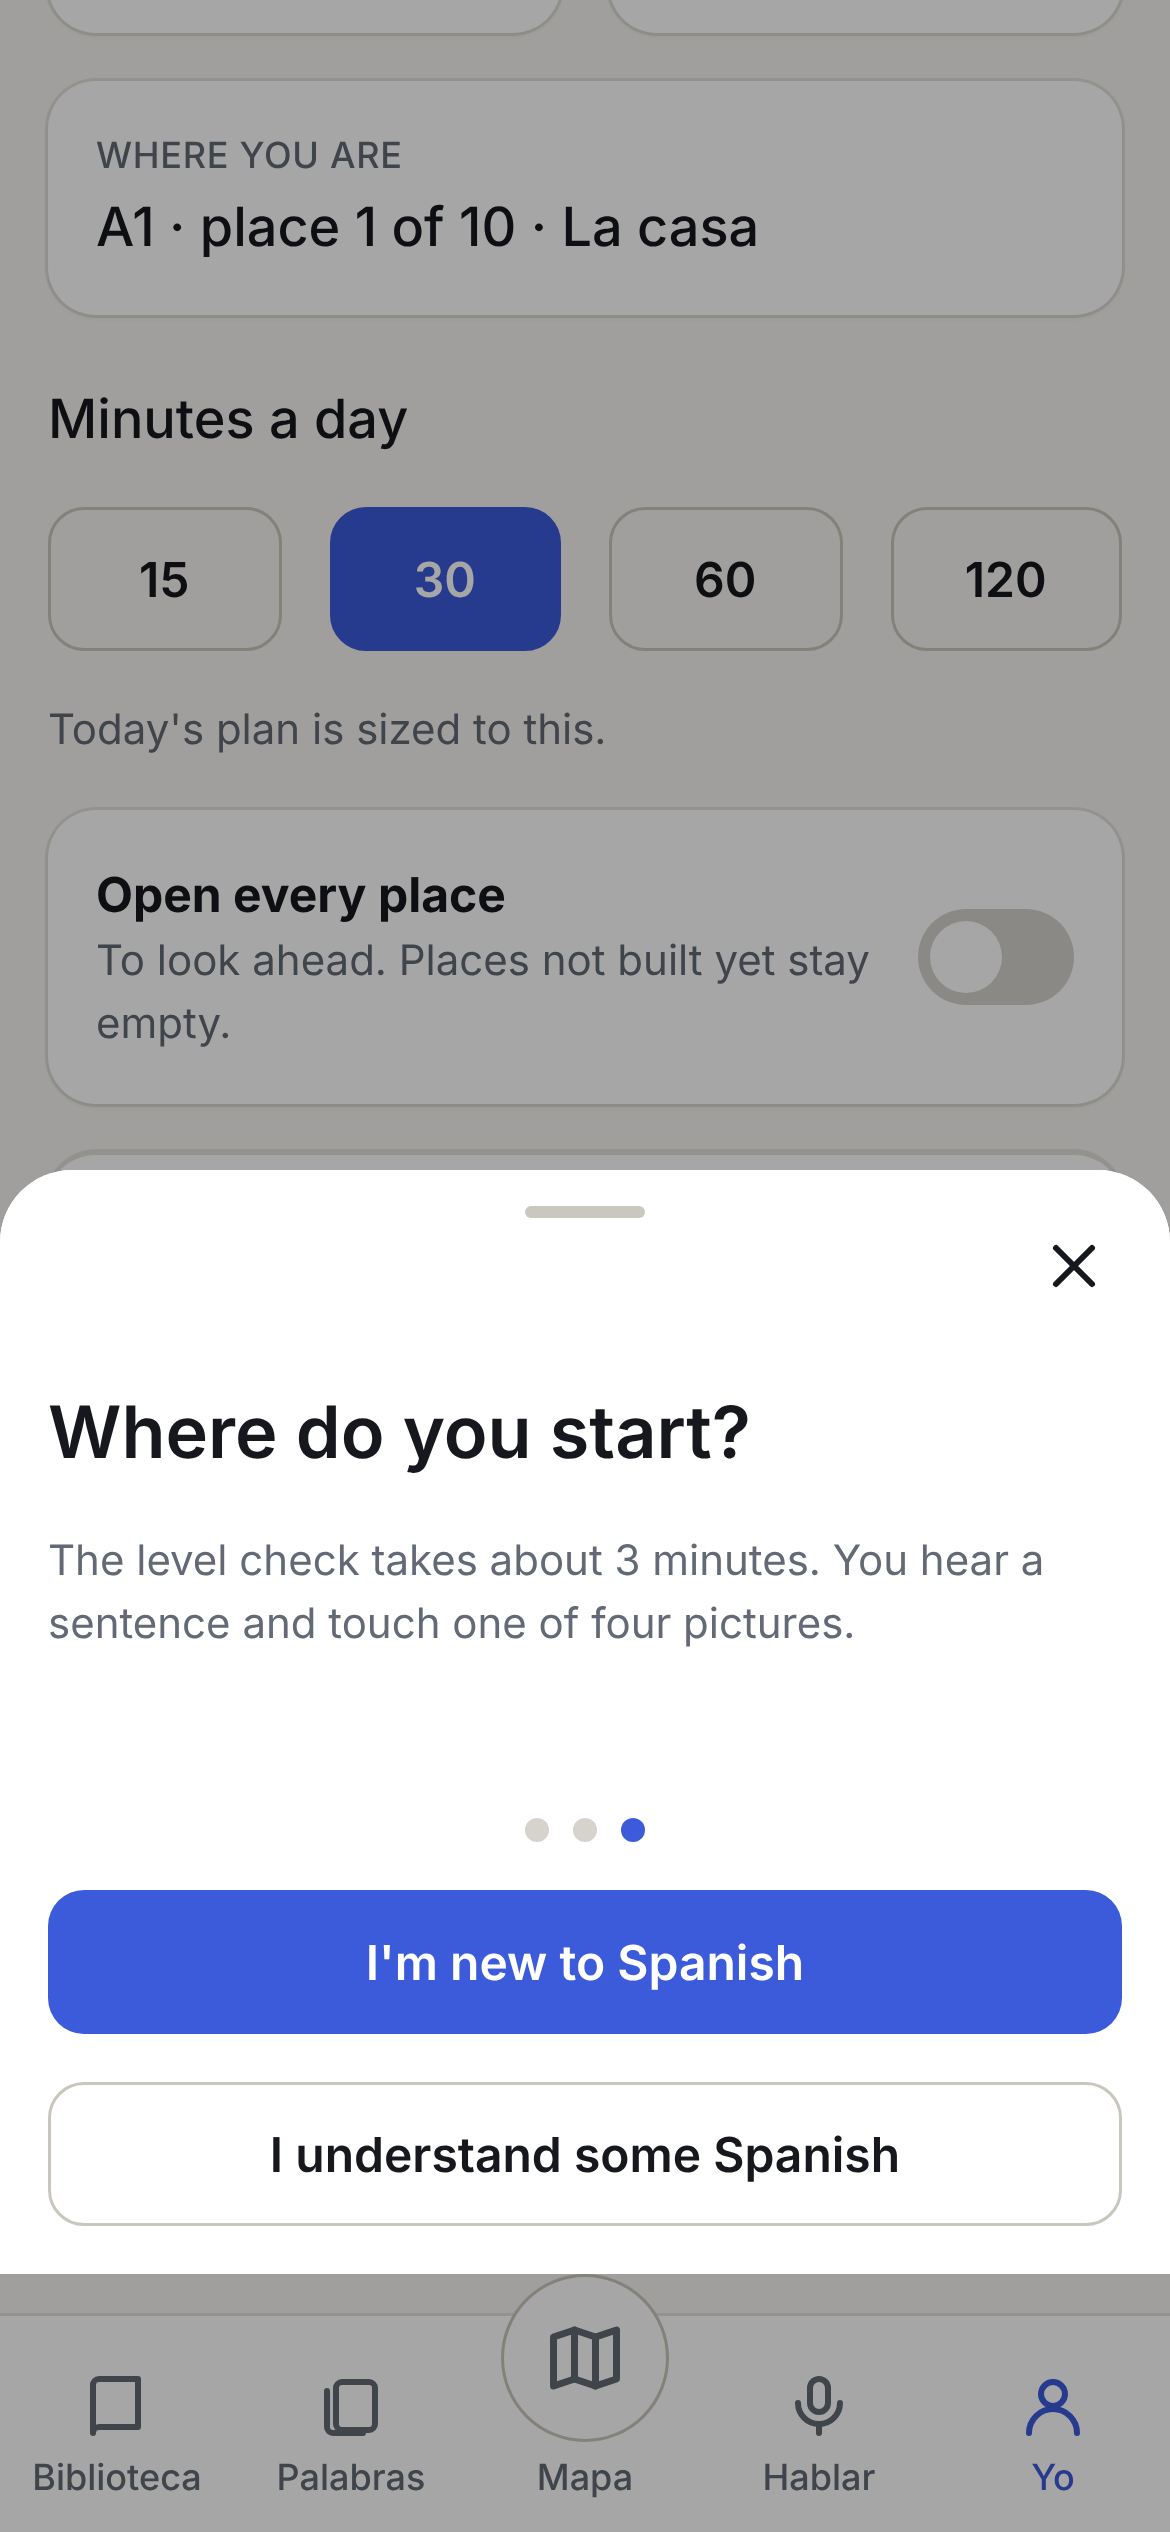 WHERE YOU ARE
A1 · place 1 of 10 · La casa
Minutes a day
15
30
60
120
Today's plan is sized to this.
Open every place
To look ahead. Places not built yet stay
empty.
Where do you start?
The level check takes about 3 minutes. You hear a
sentence and touch one of four pictures.
I'm new to Spanish
I understand some Spanish
Biblioteca
Palabras
Mapa
Hablar
Yo